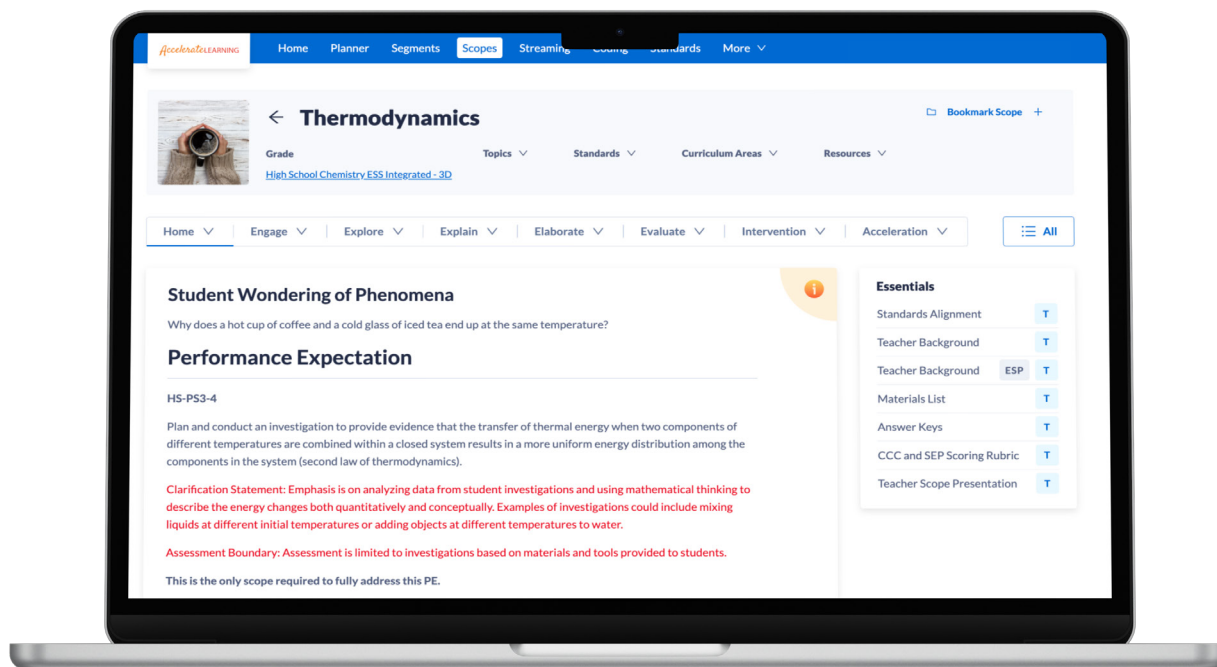 AccelerateLEARNING
Home Planner Segments Scopes Streaming Coding Standards More
Thermodynamics
Bookmark Scope +
Grade Topics Standards Curriculum Areas Resources
High School Chemistry ESS Integrated - 3D
Home Engage Explore Explain Elaborate Evaluate Intervention Acceleration All
Student Wondering of Phenomena
Why does a hot cup of coffee and a cold glass of iced tea end up at the same temperature?
Performance Expectation
HS-PS3-4
Plan and conduct an investigation to provide evidence that the transfer of thermal energy when two components of
different temperatures are combined within a closed system results in a more uniform energy distribution among the
components in the system (second law of thermodynamics).
Clarification Statement: Emphasis is on analyzing data from student investigations and using mathematical thinking to
describe the energy changes both quantitatively and conceptually. Examples of investigations could include mixing
liquids at different initial temperatures or adding objects at different temperatures to water.
Assessment Boundary: Assessment is limited to investigations based on materials and tools provided to students.
This is the only scope required to fully address this PE.
Essentials
Standards Alignment T
Teacher Background T
Teacher Background ESP T
Materials List T
Answer Keys T
CCC and SEP Scoring Rubric T
Teacher Scope Presentation T